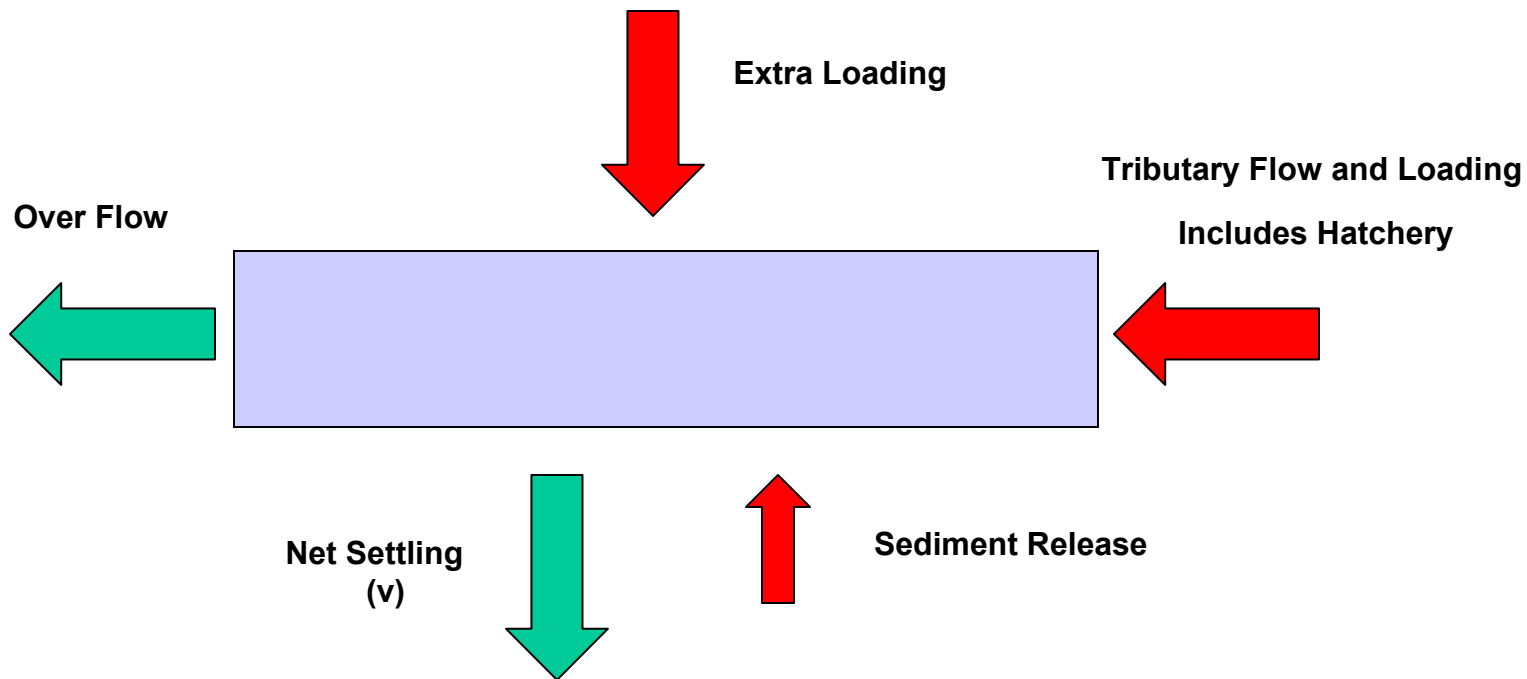 Extra Loading
Tributary Flow and Loading
Includes Hatchery
Over Flow
Net Settling
(v)
Sediment Release